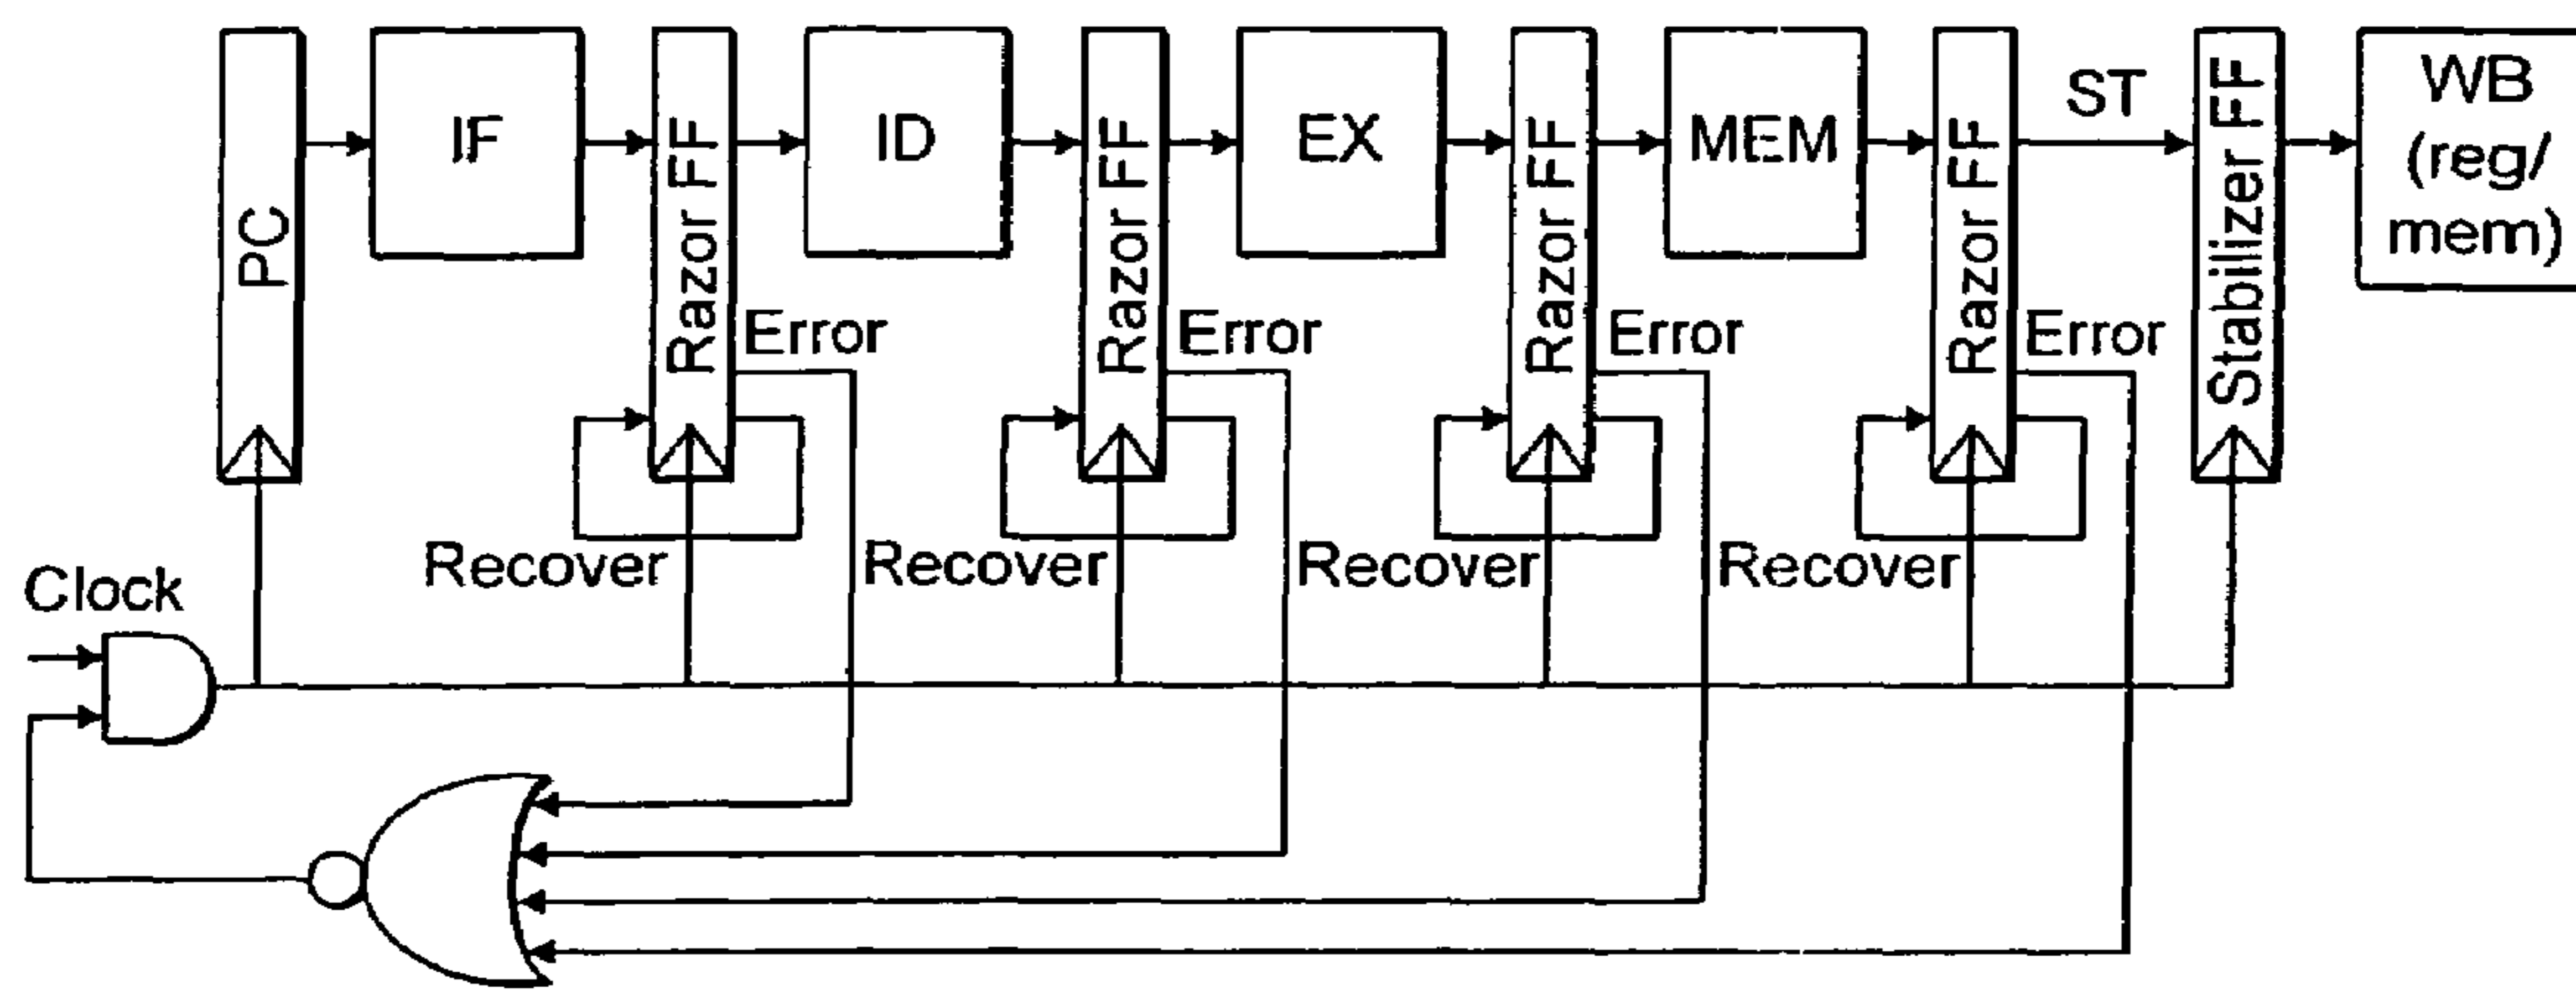 PC
IF
Razor FF
ID
Razor FF
EX
Razor FF
MEM
Razor FF
ST
Stabilizer FF
WB
(reg/
mem)
Error
Error
Error
Error
Recover
Recover
Recover
Recover
Clock